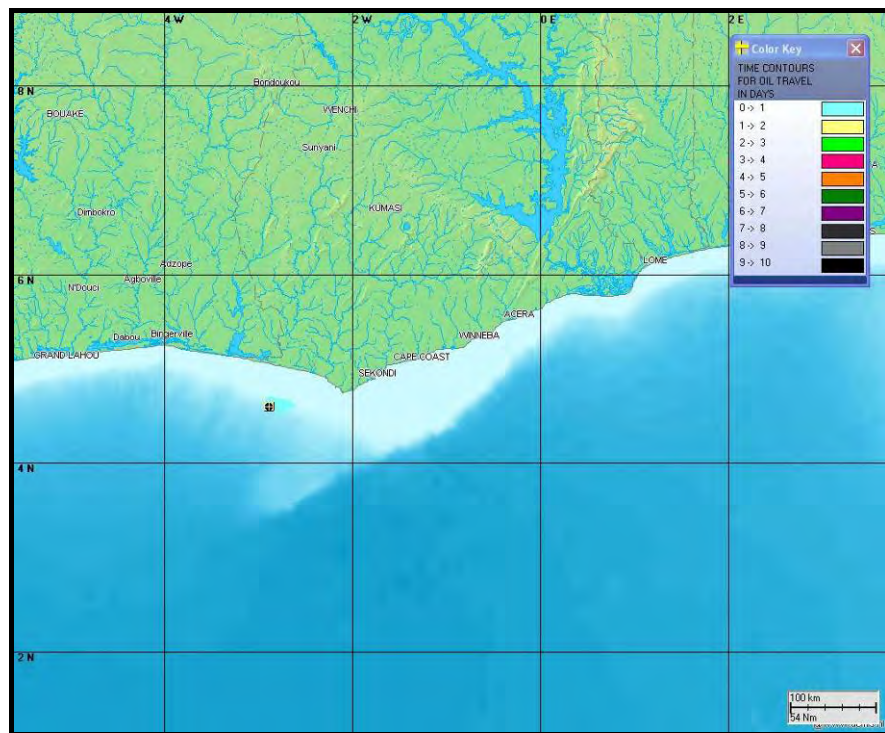 4 W
2 W
0 E
2 E
Color Key
TIME CONTOURS
FOR OIL TRAVEL
IN DAYS
0 -> 1
1 -> 2
2 -> 3
3 -> 4
4 -> 5
5 -> 6
6 -> 7
7 -> 8
8 -> 9
9 -> 10
8 N
Bondoukou
BOUAKE
WENCHI
Sunyani
Dimbokro
KUMASI
Adzope
6 N
Agboville
N'Douci
LOME
ACERA
Dabou
Bingerville
WINNEBA
GRAND LAHOU
CAPE COAST
SEKONDI
4 N
2 N
100 km
54 Nm